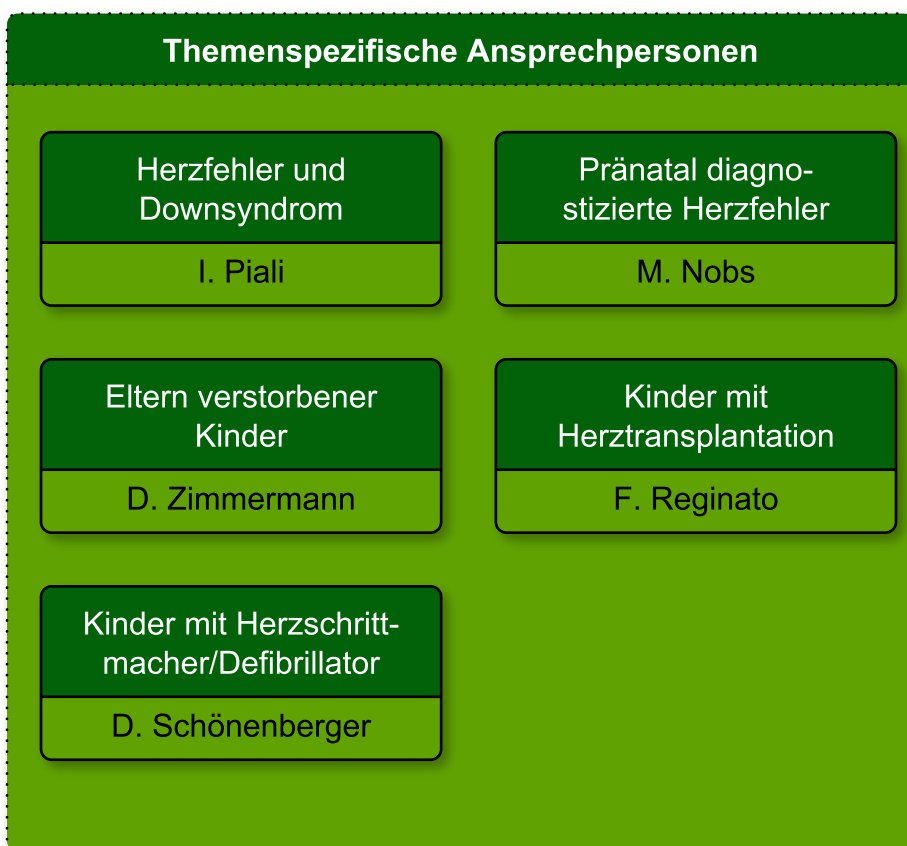 Themenspezifische Ansprechpersonen
Herzfehler und
Downsyndrom
I. Piali
Pränatal diagno-
stizierte Herzfehler
M. Nobs
Eltern verstorbener
Kinder
D. Zimmermann
Kinder mit
Herztransplantation
F. Reginato
Kinder mit Herzschritt-
macher/Defibrillator
D. Schönenberger